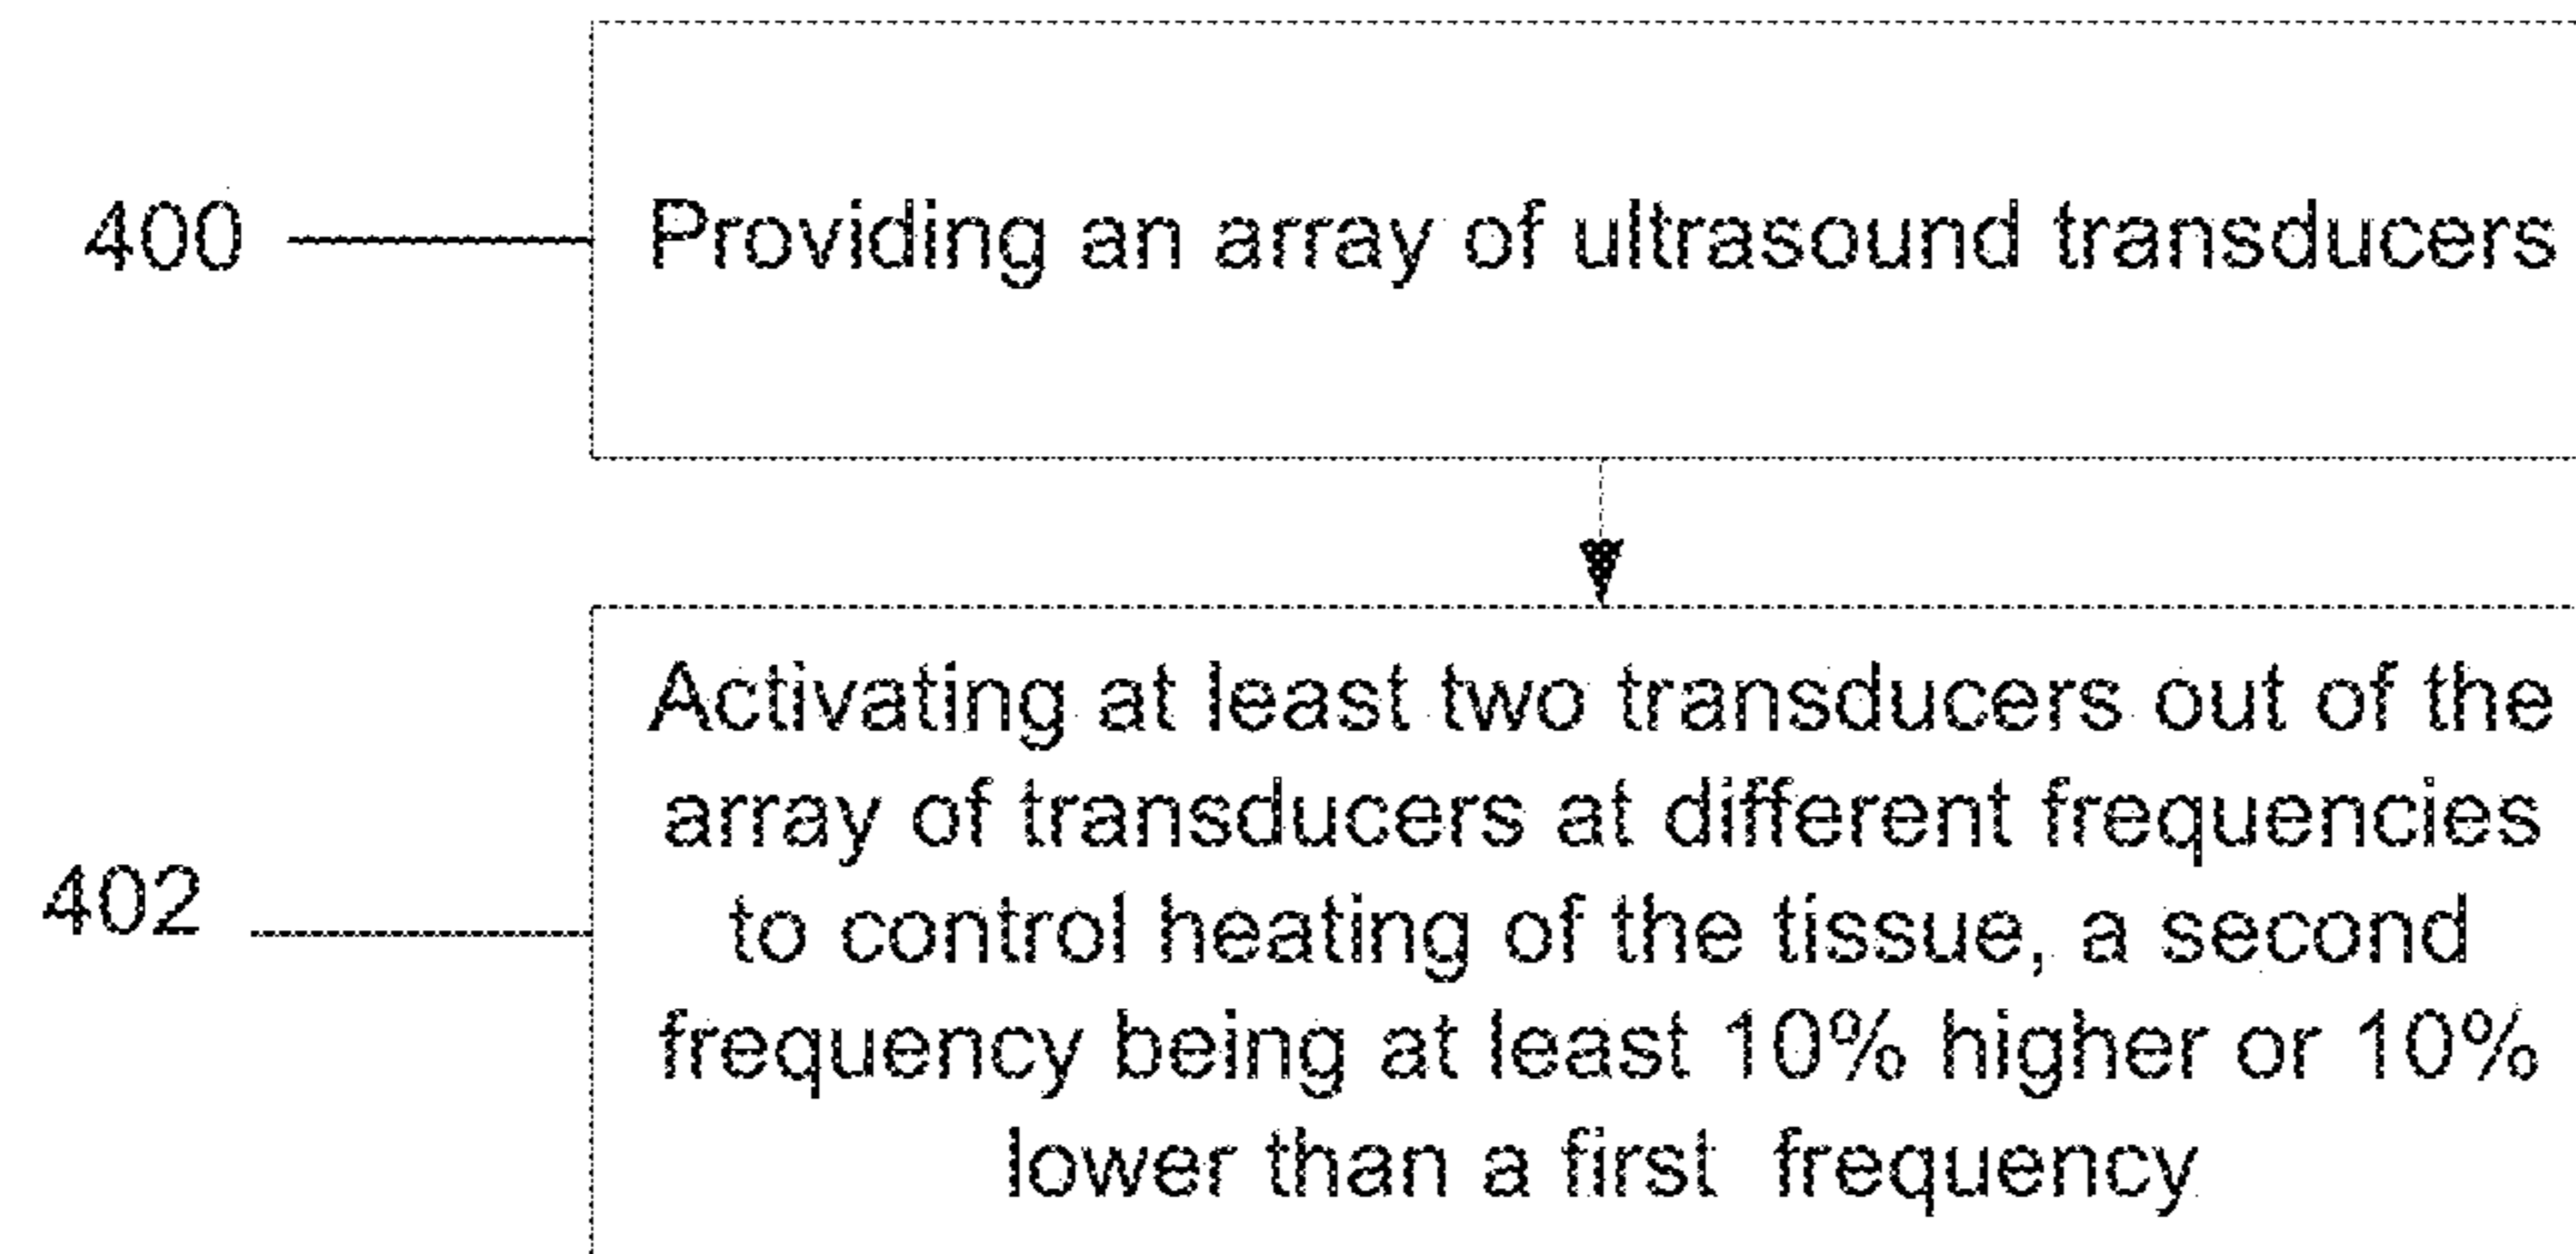 400
Providing an array of ultrasound transducers
Activating at least two transducers out of the
array of transducers at different frequencies
402
to control heating of the tissue, a second
frequency being at least 10% higher or 10%
lower than a first frequency